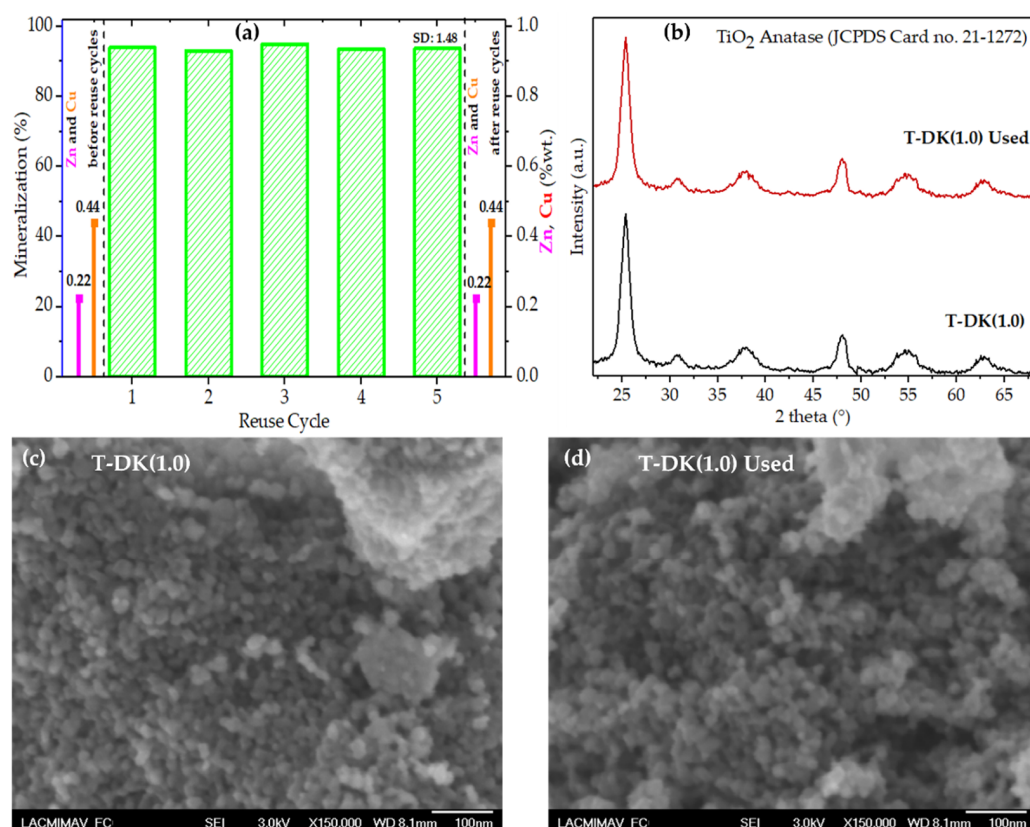 (a)
SD: 1.48
Mineralization (%)
100
80
60
40
20
0
Zn and Cu
before reuse cycles
0.22
0.44
Zn and Cu
after reuse cycles
0.22
0.44
1.0
0.8
0.6
0.4
0.2
0.0
Zn, Cu (%wt.)
1 2 3 4 5
Reuse Cycle
(b)
TiO2 Anatase (JCPDS Card no. 21-1272)
T-DK(1.0) Used
T-DK(1.0)
Intensity (a.u.)
25 30 35 40 45 50 55 60 65
2 theta (°)
(c) T-DK(1.0)
LACMIMAV FC SEI 3.0kV X150,000 WD 8.1mm 100nm
(d) T-DK(1.0) Used
LACMIMAV FC SEI 3.0kV X150,000 WD 8.1mm 100nm